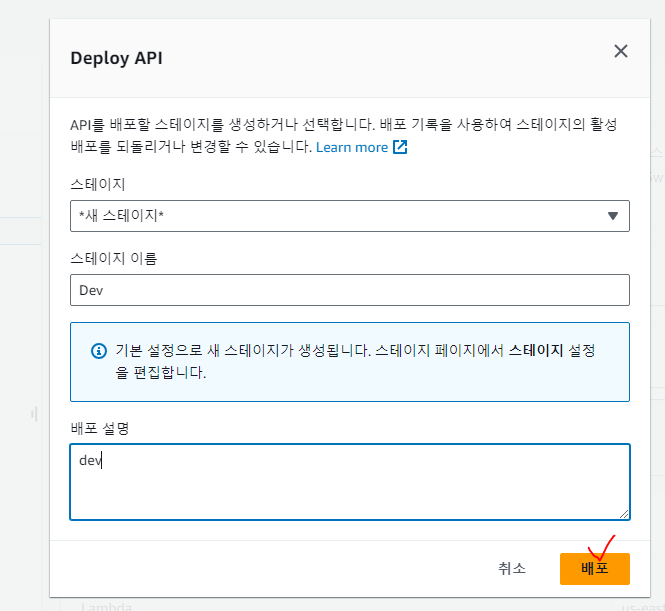 Deploy API
API를 배포할 스테이지를 생성하거나 선택합니다. 배포 기록을 사용하여 스테이지의 활성
배포를 되돌리거나 변경할 수 있습니다. Learn more
스테이지
*새 스테이지*
스테이지 이름
Dev
기본 설정으로 새 스테이지가 생성됩니다. 스테이지 페이지에서 스테이지 설정
을 편집합니다.
배포 설명
dev
취소
배포
Lambda
us-east